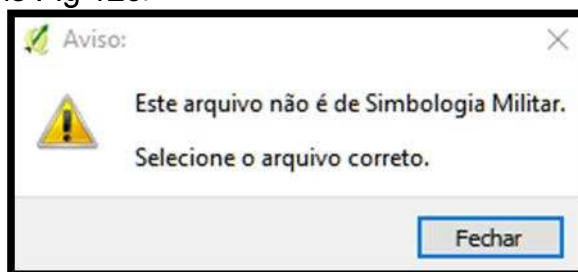 Aviso:
Este arquivo não é de Simbologia Militar.
Selecione o arquivo correto.
Fechar